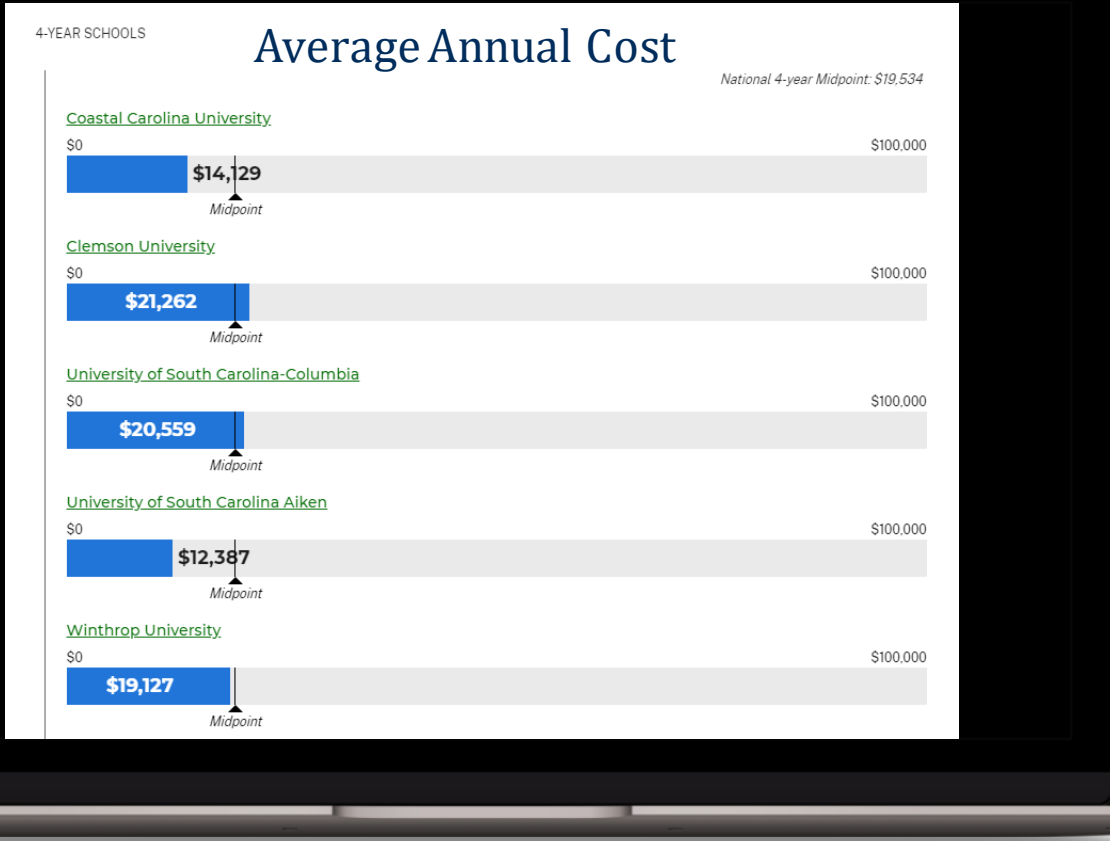 4-YEAR SCHOOLS
Average Annual Cost
National 4-year Midpoint: $19,534
Coastal Carolina University
$0 $100,000
$14,129
Midpoint
Clemson University
$0 $100,000
$21,262
Midpoint
University of South Carolina-Columbia
$0 $100,000
$20,559
Midpoint
University of South Carolina Aiken
$0 $100,000
$12,387
Midpoint
Winthrop University
$0 $100,000
$19,127
Midpoint